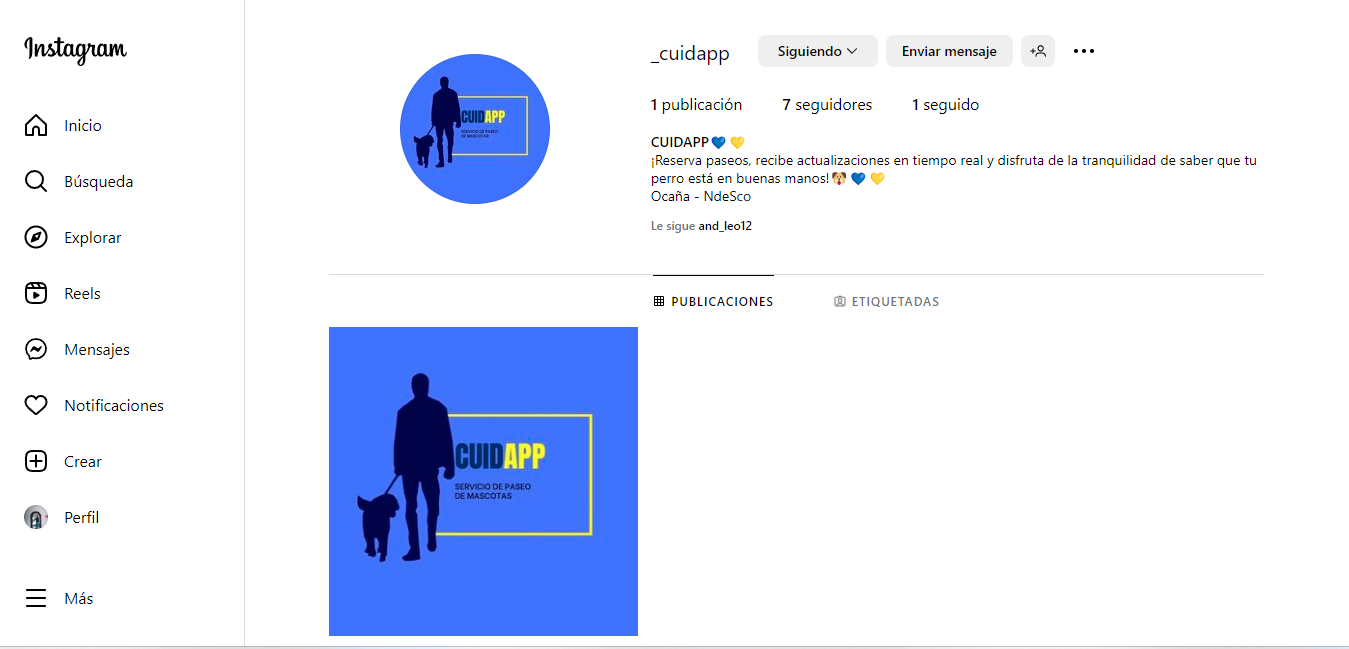 Instagram
Inicio
Búsqueda
Explorar
Reels
Mensajes
Notificaciones
Crear
Perfil
Más
_cuidapp
Siguiendo
Enviar mensaje
1 publicación 7 seguidores 1 seguido
CUIDAPP💙 💛
¡Reserva paseos, recibe actualizaciones en tiempo real y disfruta de la tranquilidad de saber que tu
perro está en buenas manos!🐶 💙 💛
Ocaña - NdeSco
Le sigue and_leo12
CUIDAPP
SERVICIO DE PASEO
DE MASCOTAS
PUBLICACIONES ETIQUETADAS
CUIDAPP
SERVICIO DE PASEO
DE MASCOTAS